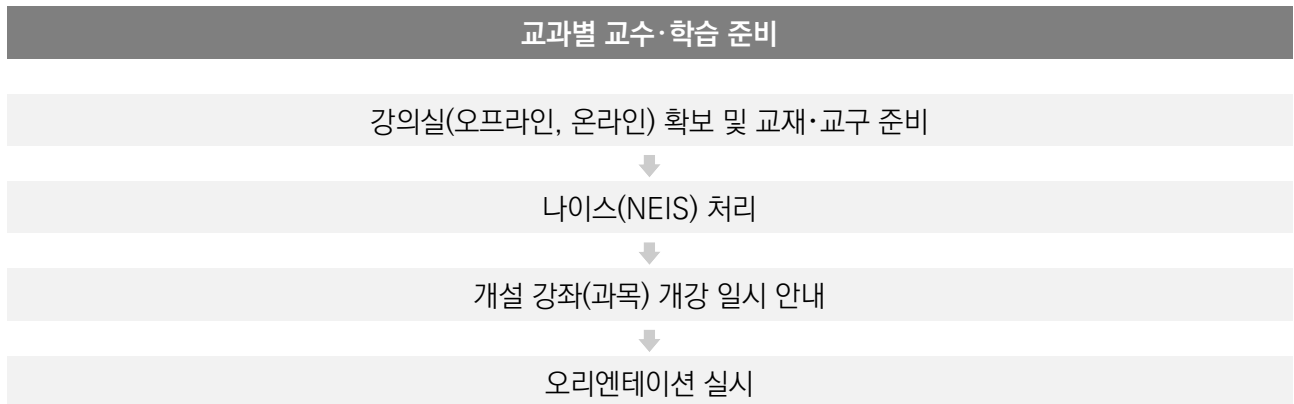 교과별 교수·학습 준비
강의실(오프라인, 온라인) 확보 및 교재·교구 준비
나이스(NEIS) 처리
개설 강좌(과목) 개강 일시 안내
오리엔테이션 실시